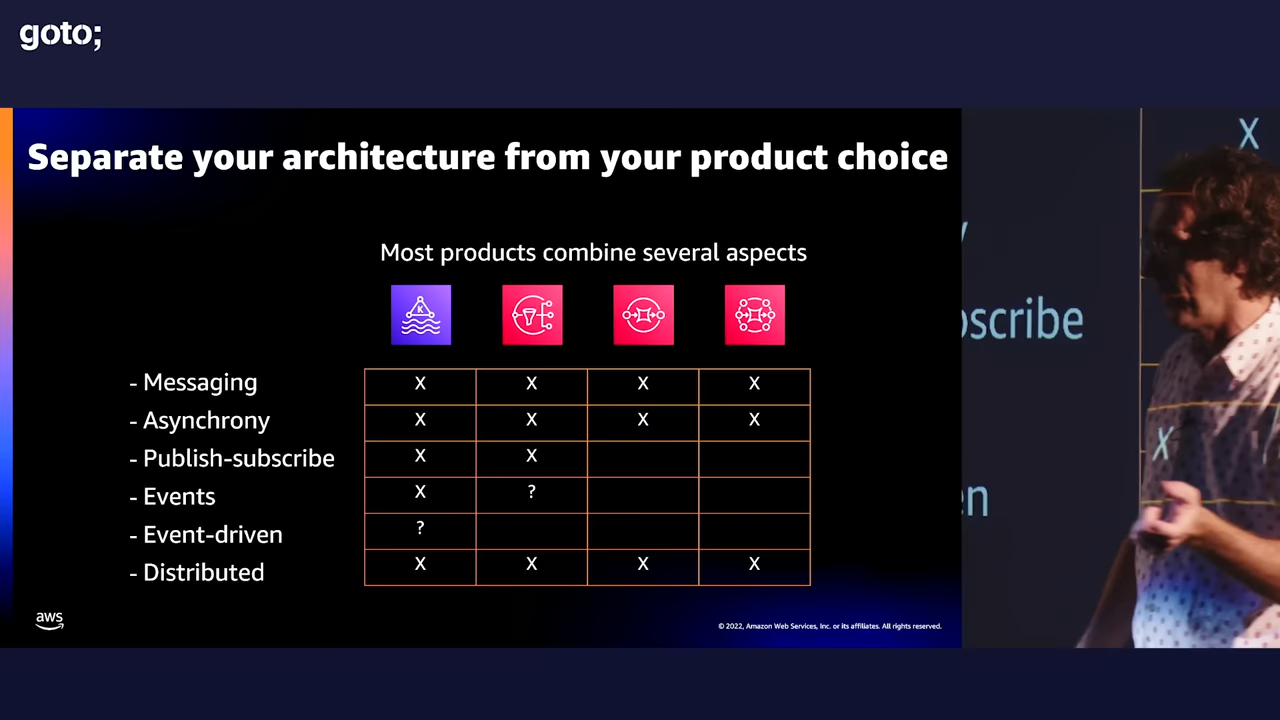 goto;
Separate your architecture from your product choice
Most products combine several aspects
K
- Messaging X X X X
- Asynchrony X X X X
- Publish-subscribe X X
- Events X ?
- Event-driven ?
- Distributed X X X X
aws
© 2022, Amazon Web Services, Inc. or its affiliates. All rights reserved.
X
scribe
X
en